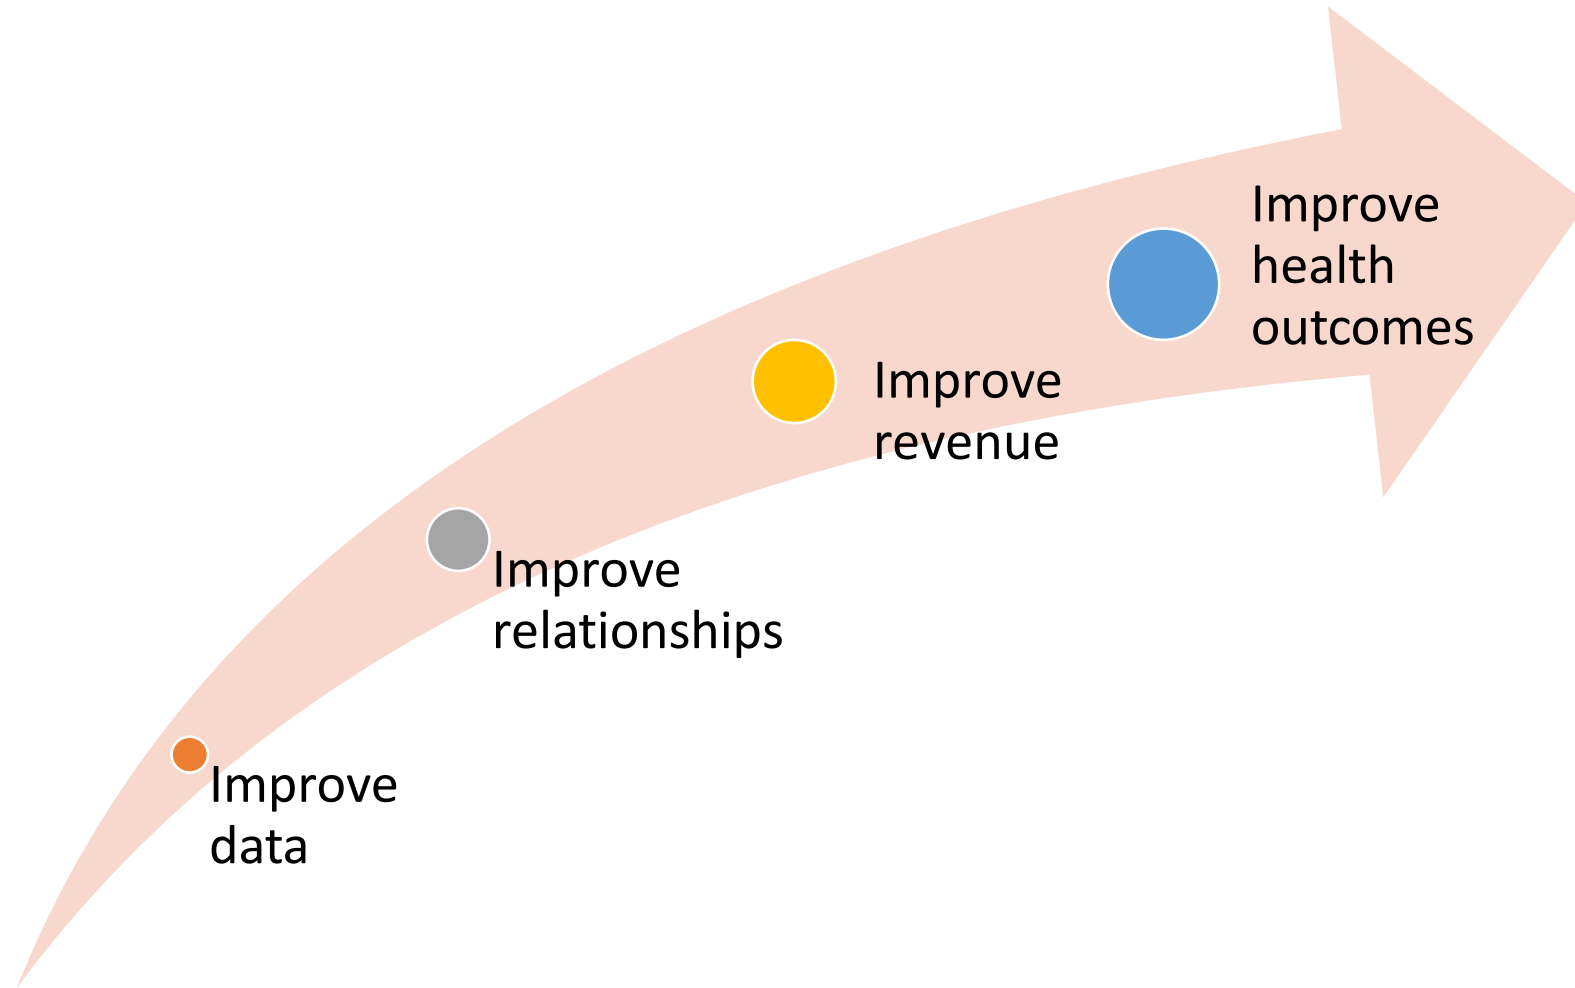 Improve
data
Improve
relationships
Improve
revenue
Improve
health
outcomes